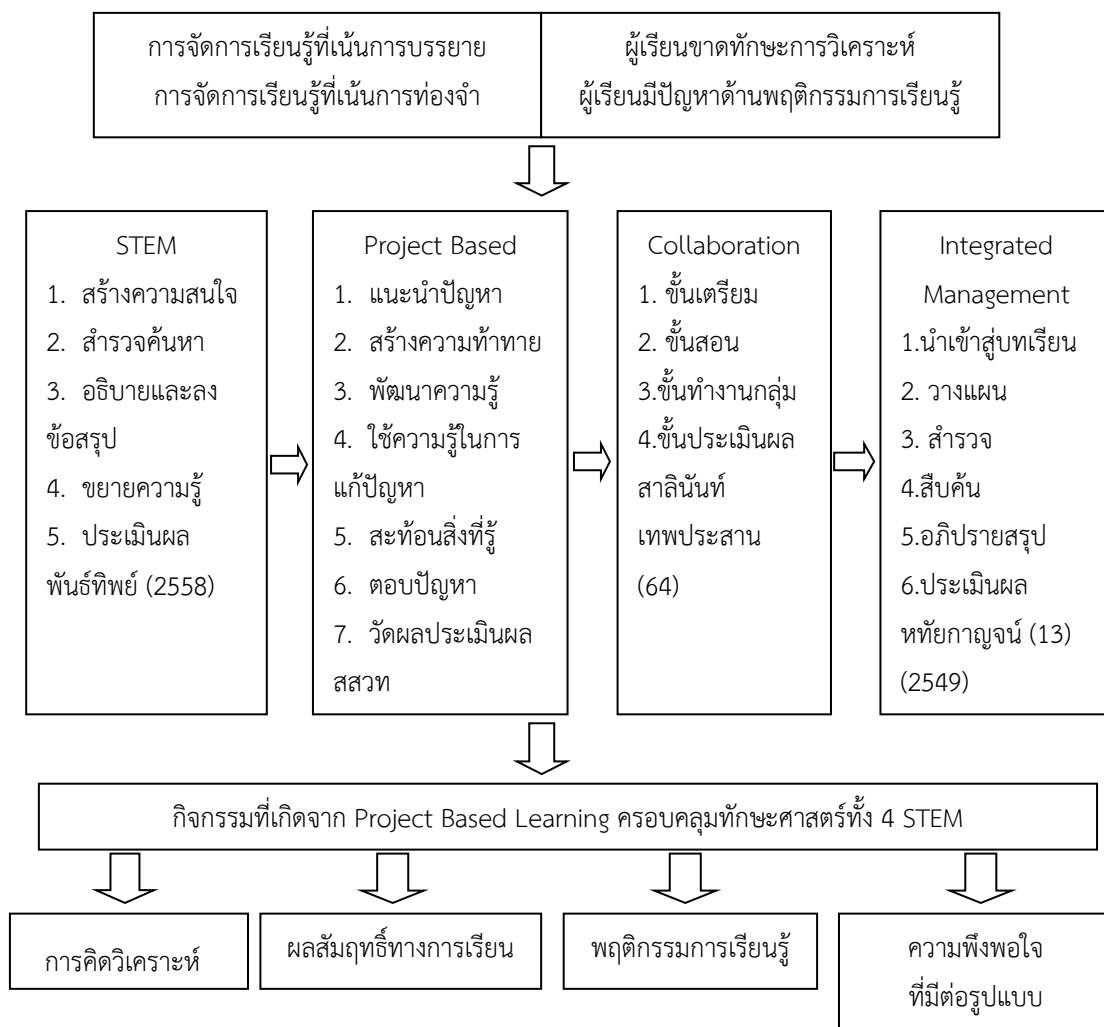 การจัดการเรียนรู้ที่เน้นการบรรยาย
การจัดการเรียนรู้ที่เน้นการท่องจำ
ผู้เรียนขาดทักษะการวิเคราะห์
ผู้เรียนมีปัญหาด้านพฤติกรรมการเรียนรู้
STEM
1. สร้างความสนใจ
2. สำรวจค้นหา
3. อธิบายและลง
ข้อสรุป
4. ขยายความรู้
5. ประเมินผล
พันธ์ทิพย์ (2558)
Project Based
1. แนะนำปัญหา
2. สร้างความท้าทาย
3. พัฒนาความรู้
4. ใช้ความรู้ในการ
แก้ปัญหา
5. สะท้อนสิ่งที่รู้
6. ตอบปัญหา
7. วัดผลประเมินผล
สสวท
Collaboration
1. ขั้นเตรียม
2. ขั้นสอน
3.ขั้นทำงานกลุ่ม
4.ขั้นประเมินผล
สาลินันท์
เทพประสาน
(64)
Integrated
Management
1.นำเข้าสู่บทเรียน
2. วางแผน
3. สำรวจ
4.สืบค้น
5.อภิปรายสรุป
6.ประเมินผล
หทัยกาญจน์ (13)
(2549)
กิจกรรมที่เกิดจาก Project Based Learning ครอบคลุมทักษะศาสตร์ทั้ง 4 STEM
การคิดวิเคราะห์
ผลสัมฤทธิ์ทางการเรียน
พฤติกรรมการเรียนรู้
ความพึงพอใจ
ที่มีต่อรูปแบบ